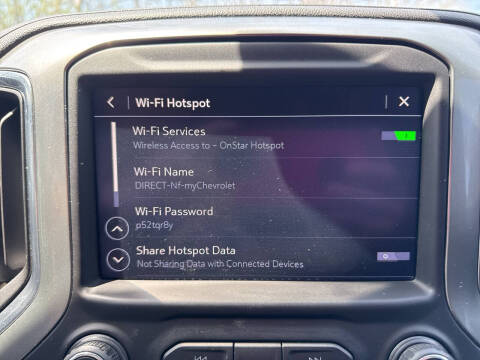 Wi-Fi Hotspot
Wi-Fi Services
Wireless Access to - OnStar Hotspot
Wi-Fi Name
DIRECT-Nf-myChevrolet
Wi-Fi Password
p52tqr8y
Share Hotspot Data
Not Sharing Data with Connected Devices